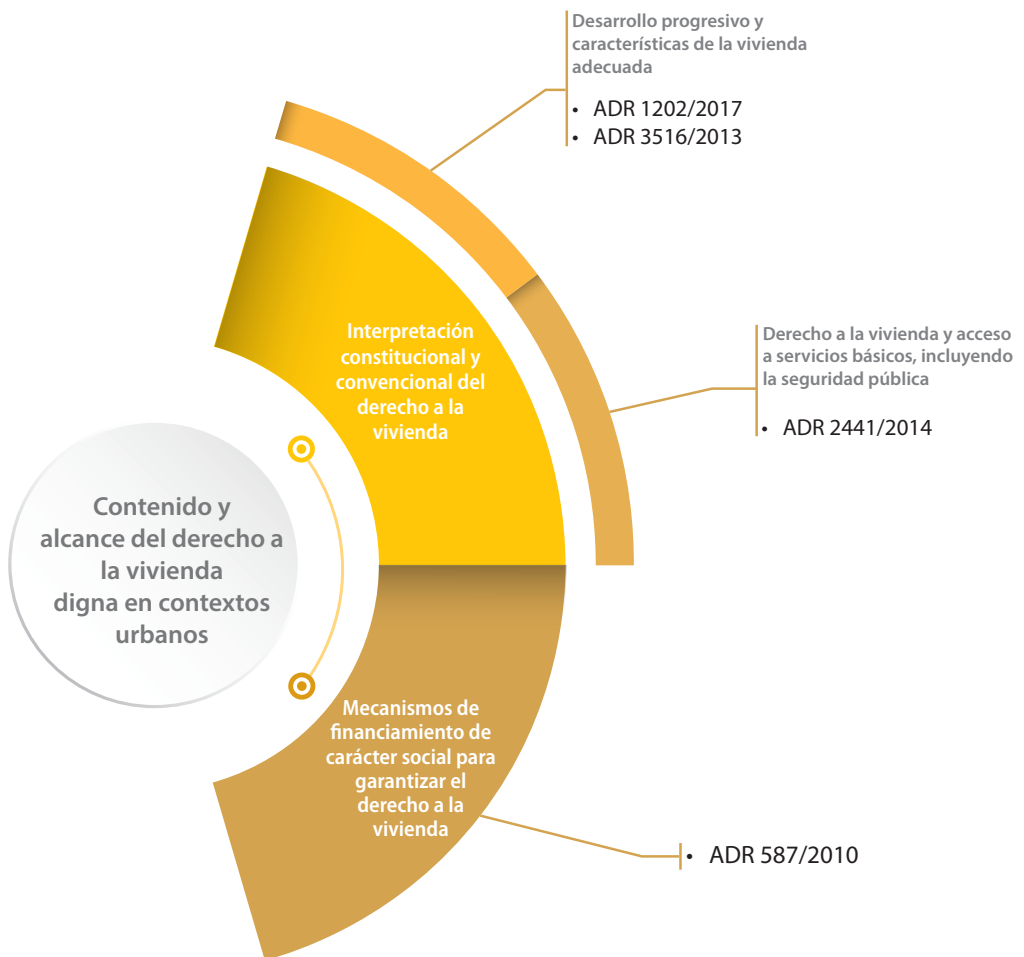 Contenido y
alcance del derecho a
la vivienda
digna en contextos
urbanos
Interpretación
constitucional y
convencional del
derecho a la
vivienda
Desarrollo progresivo y
características de la vivienda
adecuada
• ADR 1202/2017
• ADR 3516/2013
Derecho a la vivienda y acceso
a servicios básicos, incluyendo
la seguridad pública
• ADR 2441/2014
Mecanismos de
financiamiento de
carácter social para
garantizar el
derecho a la
vivienda
• ADR 587/2010